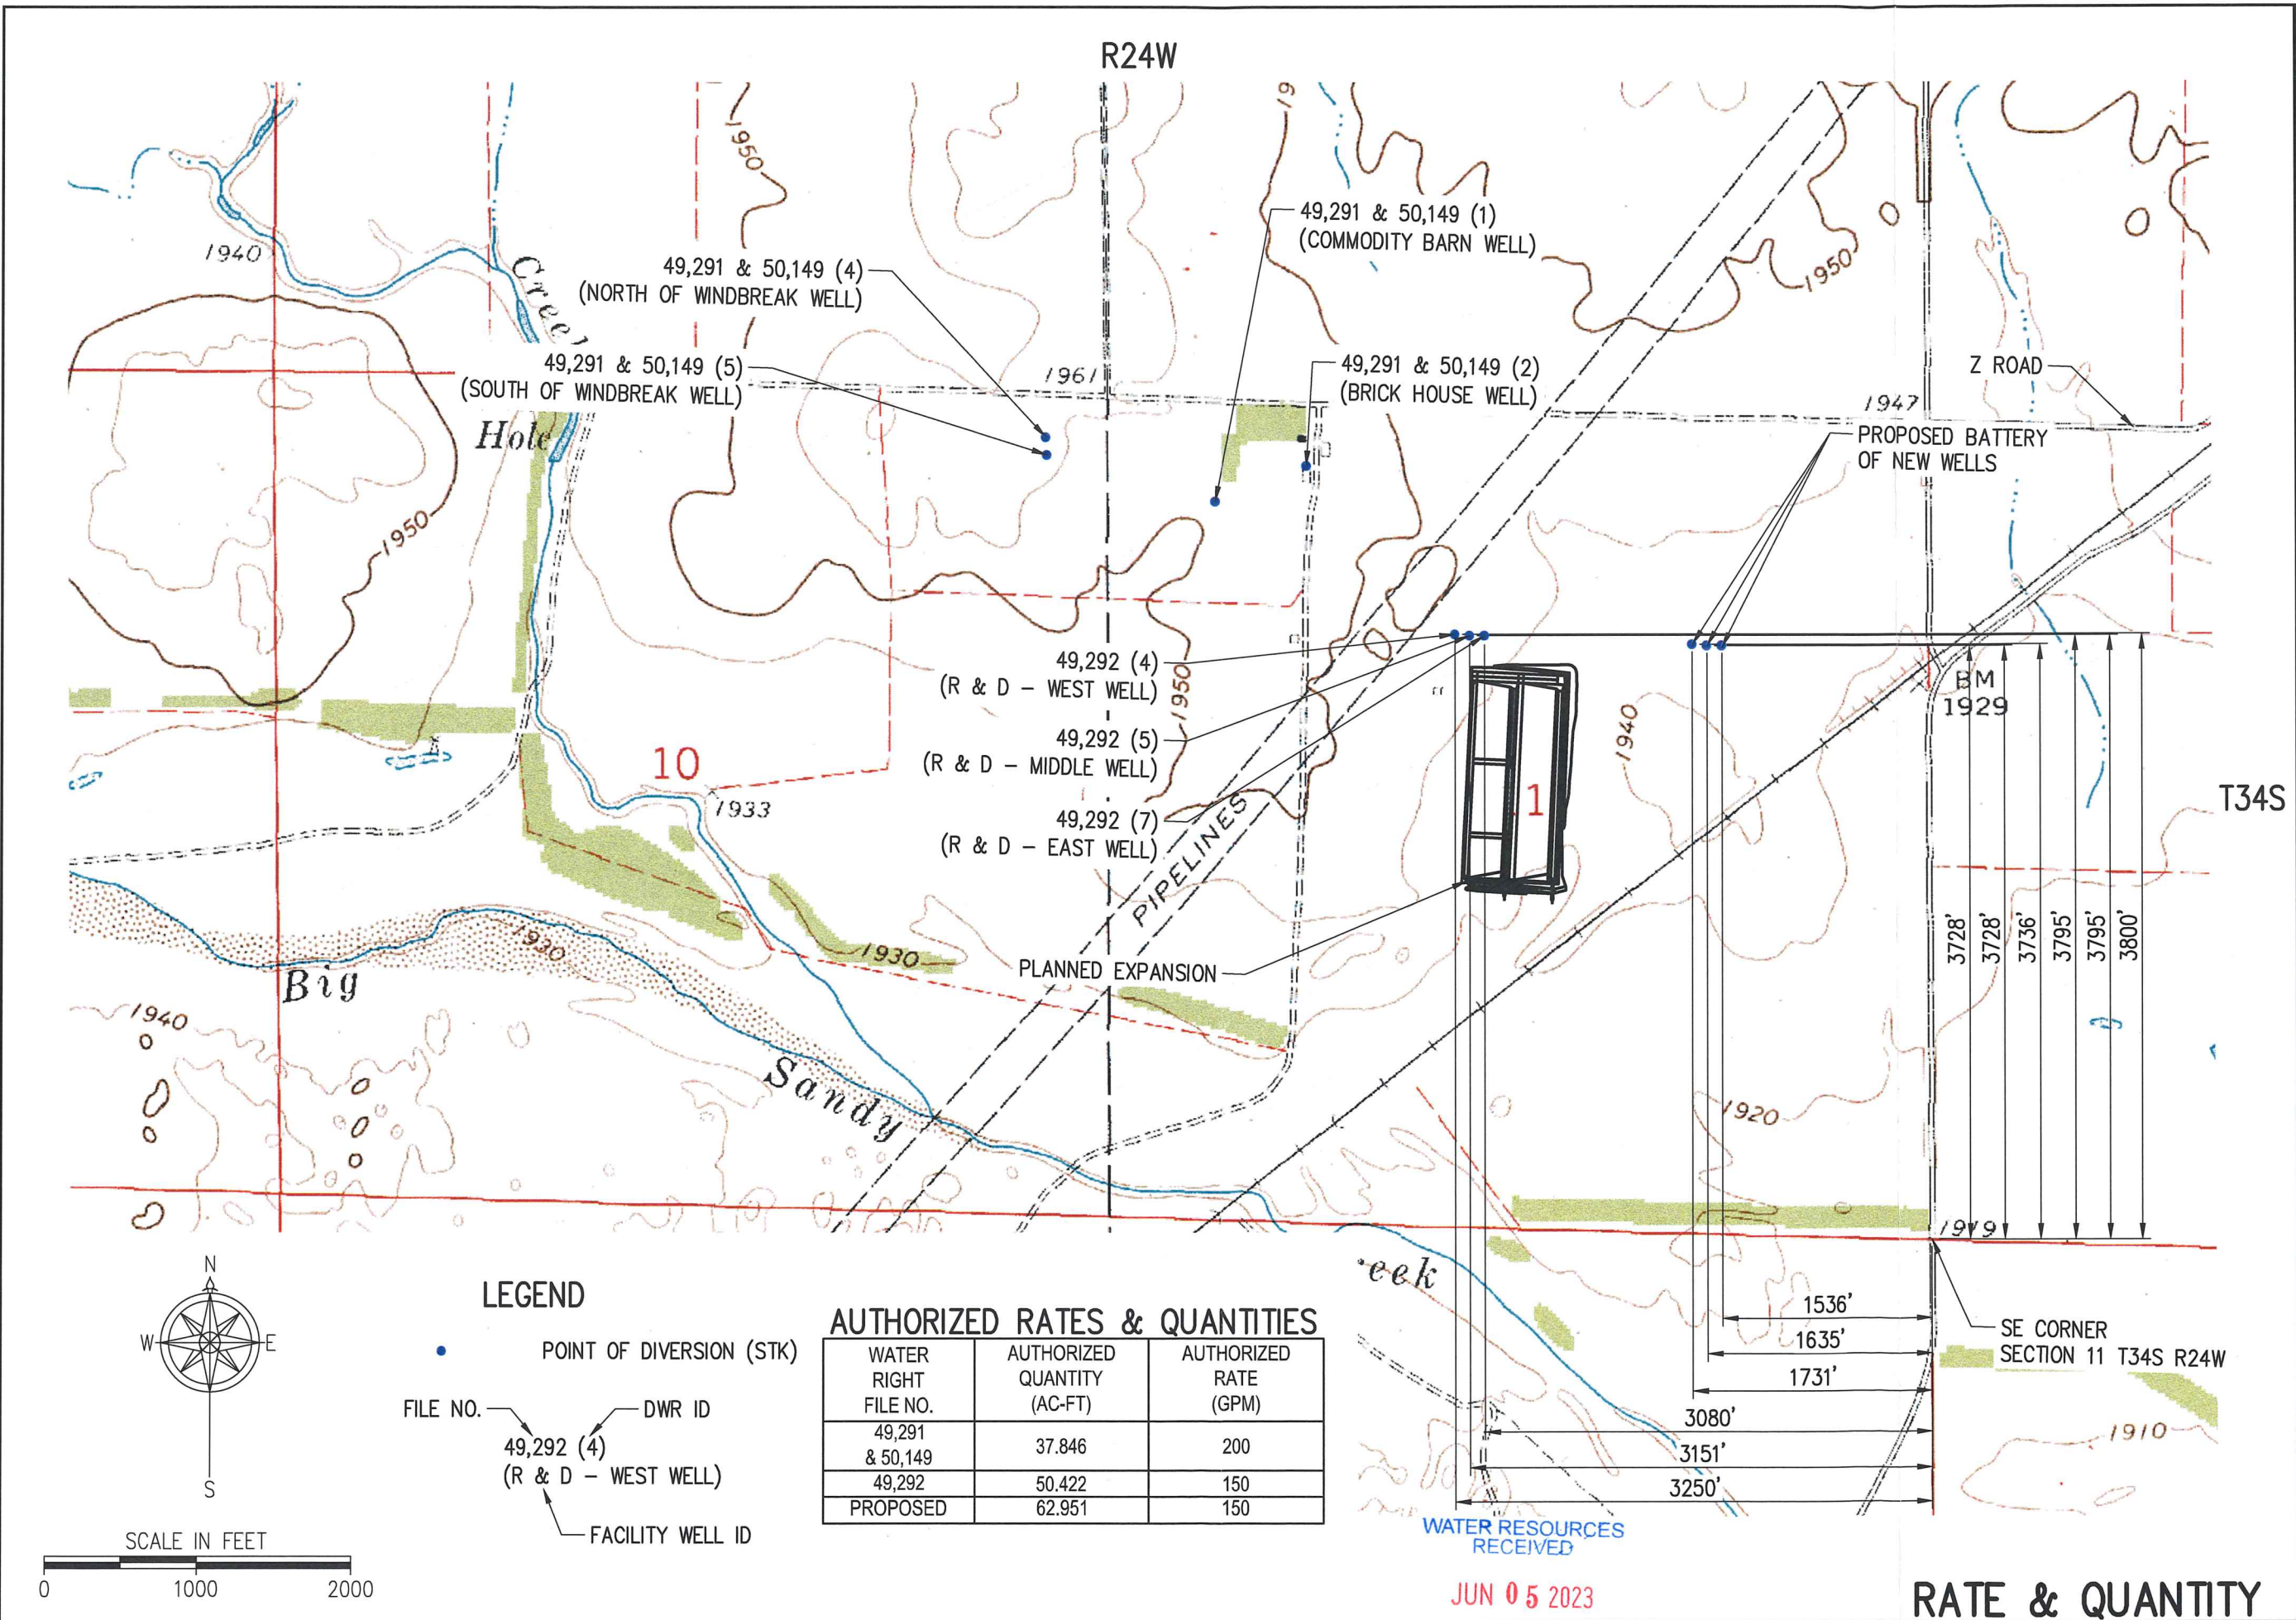 R24W
1950
19
1950
1940
Creek
49,291 & 50,149 (1)
(COMMODITY BARN WELL)
49,291 & 50,149 (4)
(NORTH OF WINDBREAK WELL)
49,291 & 50,149 (5)
(SOUTH OF WINDBREAK WELL)
1961
49,291 & 50,149 (2)
(BRICK HOUSE WELL)
Z ROAD
1947
PROPOSED BATTERY
OF NEW WELLS
Hole
1950
49,292 (4)
(R & D - WEST WELL)
1950
49,292 (5)
(R & D - MIDDLE WELL)
49,292 (7)
(R & D - EAST WELL)
PIPELINES
10
1933
1
1940
BM
1929
T34S
3728'
3728'
3736'
3795'
3795'
3800'
PLANNED EXPANSION
1930
1930
Big
1940
Sandy
1920
1919
eek
1536'
1635'
1731'
3080'
3151'
3250'
SE CORNER
SECTION 11 T34S R24W
1910
N
W
E
S
SCALE IN FEET
0 1000 2000
LEGEND
POINT OF DIVERSION (STK)
FILE NO.
DWR ID
49,292 (4)
(R & D - WEST WELL)
FACILITY WELL ID
AUTHORIZED RATES & QUANTITIES
WATER RIGHT FILE NO. AUTHORIZED QUANTITY (AC-FT) AUTHORIZED RATE (GPM)
49,291 & 50,149 37.846 200
49,292 50.422 150
PROPOSED 62.951 150
WATER RESOURCES
RECEIVED
JUN 05 2023
RATE & QUANTITY